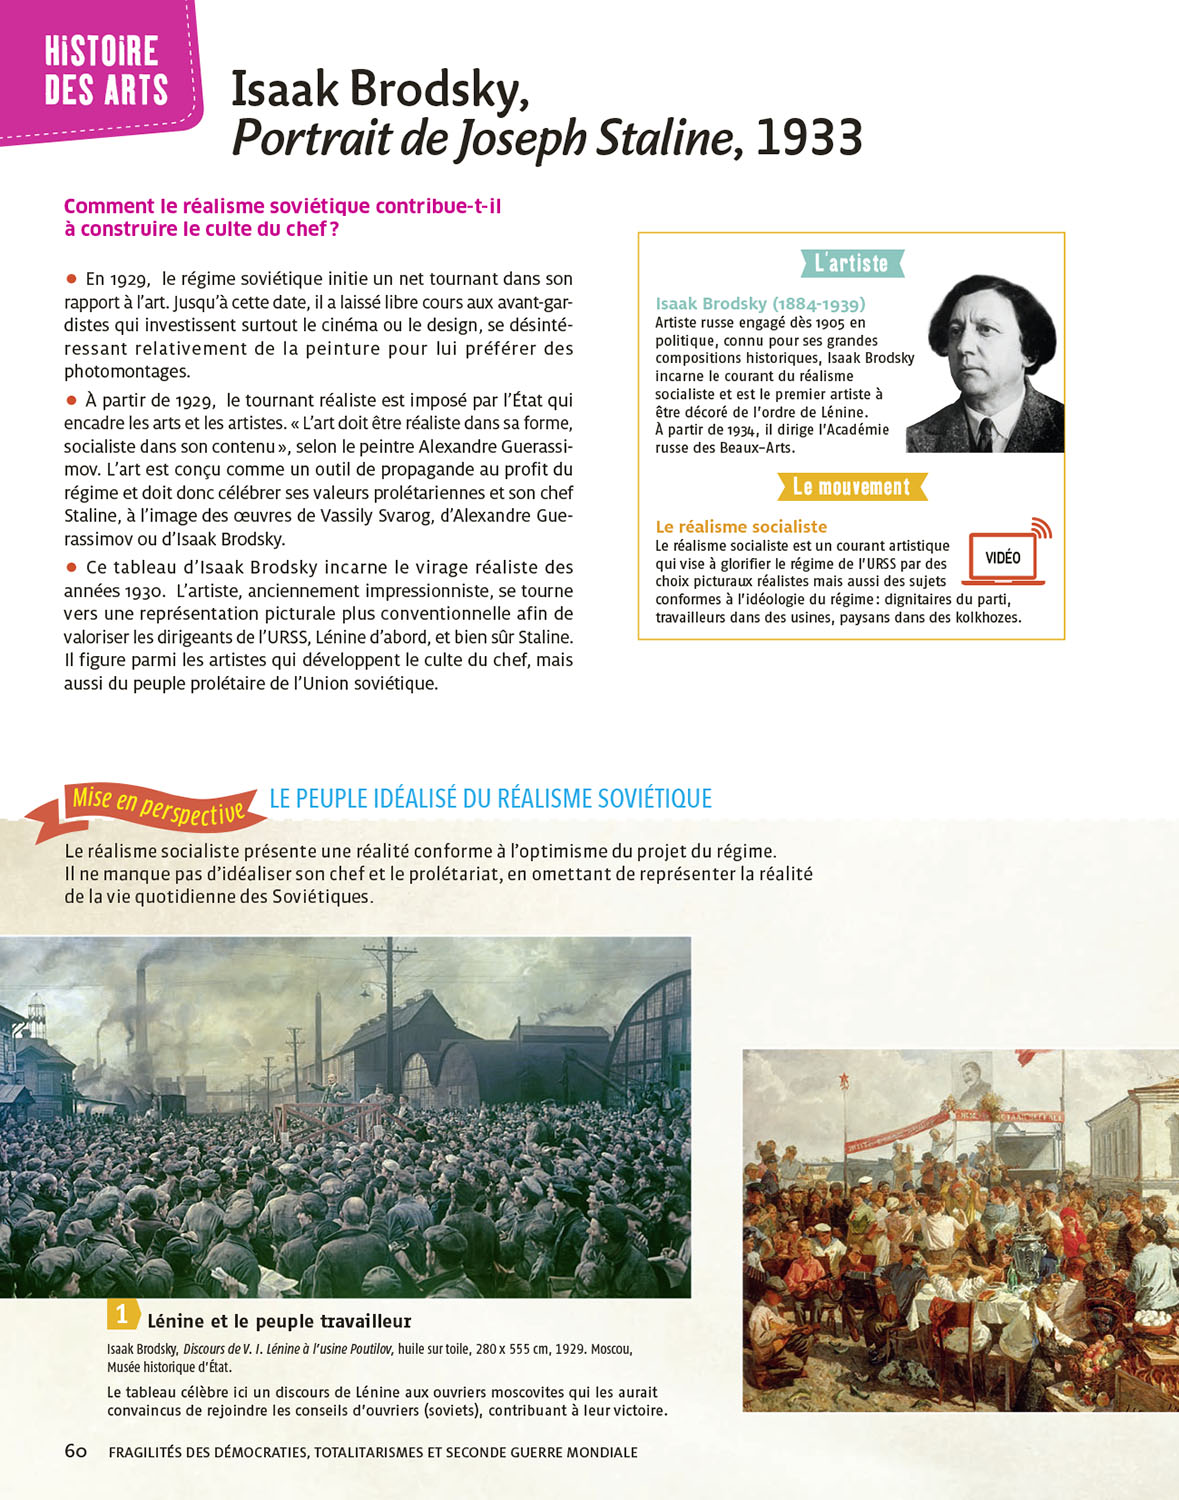 HiSTOiRE
DES ARTS
Isaak Brodsky,
Portrait de Joseph Staline, 1933
Comment le réalisme soviétique contribue-t-il
à construire le culte du chef ?
● En 1929, le régime soviétique initie un net tournant dans son
rapport à l’art. Jusqu’à cette date, il a laissé libre cours aux avant-gar-
distes qui investissent surtout le cinéma ou le design, se désinté-
ressant relativement de la peinture pour lui préférer des
photomontages.
● À partir de 1929, le tournant réaliste est imposé par l’État qui
encadre les arts et les artistes. « L’art doit être réaliste dans sa forme,
socialiste dans son contenu », selon le peintre Alexandre Guerassi-
mov. L’art est conçu comme un outil de propagande au profit du
régime et doit donc célébrer ses valeurs prolétariennes et son chef
Staline, à l’image des œuvres de Vassily Svarog, d’Alexandre Gue-
rassimov ou d’Isaak Brodsky.
● Ce tableau d’Isaak Brodsky incarne le virage réaliste des
années 1930. L’artiste, anciennement impressionniste, se tourne
vers une représentation picturale plus conventionnelle afin de
valoriser les dirigeants de l’URSS, Lénine d’abord, et bien sûr Staline.
Il figure parmi les artistes qui développent le culte du chef, mais
aussi du peuple prolétaire de l’Union soviétique.
L’artiste
Isaak Brodsky (1884-1939)
Artiste russe engagé dès 1905 en
politique, connu pour ses grandes
compositions historiques, Isaak Brodsky
incarne le courant du réalisme
socialiste et est le premier artiste à
être décoré de l’ordre de Lénine.
À partir de 1934, il dirige l’Académie
russe des Beaux-Arts.
Le mouvement
Le réalisme socialiste
Le réalisme socialiste est un courant artistique
qui vise à glorifier le régime de l’URSS par des
choix picturaux réalistes mais aussi des sujets
conformes à l’idéologie du régime : dignitaires du parti,
travailleurs dans des usines, paysans dans des kolkhozes.
VIDÉO
Mise en perspective
LE PEUPLE IDÉALISÉ DU RÉALISME SOVIÉTIQUE
Le réalisme socialiste présente une réalité conforme à l’optimisme du projet du régime.
Il ne manque pas d’idéaliser son chef et le prolétariat, en omettant de représenter la réalité
de la vie quotidienne des Soviétiques.
1 Lénine et le peuple travailleur
Isaak Brodsky, Discours de V. I. Lénine à l’usine Poutilov, huile sur toile, 280 x 555 cm, 1929. Moscou,
Musée historique d’État.
Le tableau célèbre ici un discours de Lénine aux ouvriers moscovites qui les aurait
convaincus de rejoindre les conseils d’ouvriers (soviets), contribuant à leur victoire.
60 FRAGILITÉS DES DÉMOCRATIES, TOTALITARISMES ET SECONDE GUERRE MONDIALE